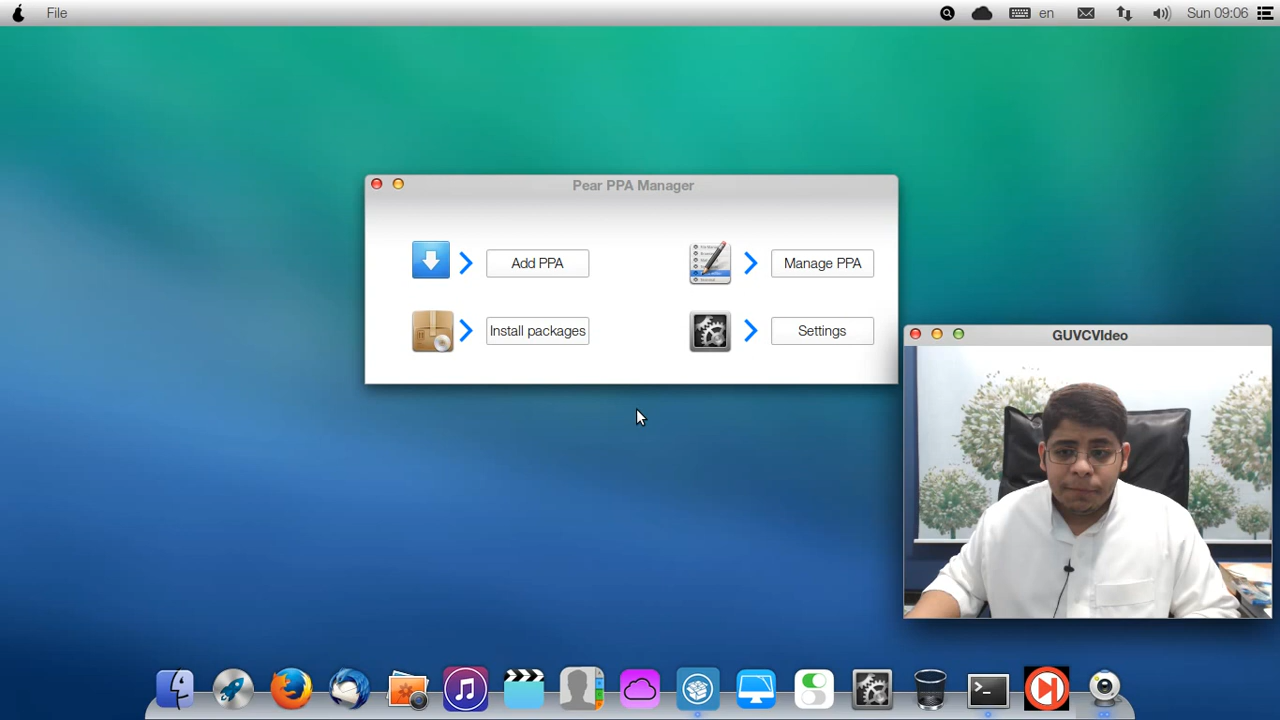 File
en
Sun 09:06
Pear PPA Manager
Add PPA
Manage PPA
Install packages
Settings
GUVCVIdeo